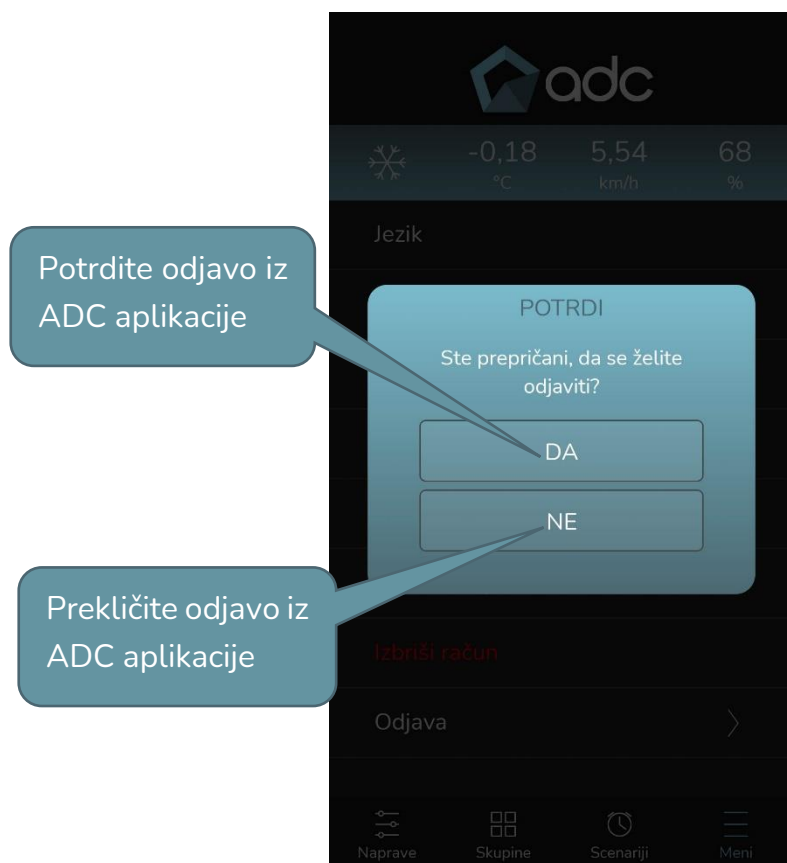 adc
-0,18 5,54 68
°C km/h %
Jezik
Potrdite odjavo iz
ADC aplikacije
POTRDI
Ste prepričani, da se želite
odjaviti?
DA
NE
Prekličite odjavo iz
ADC aplikacije
Izbriši račun
Odjava
Naprave Skupine Scenariji Meni